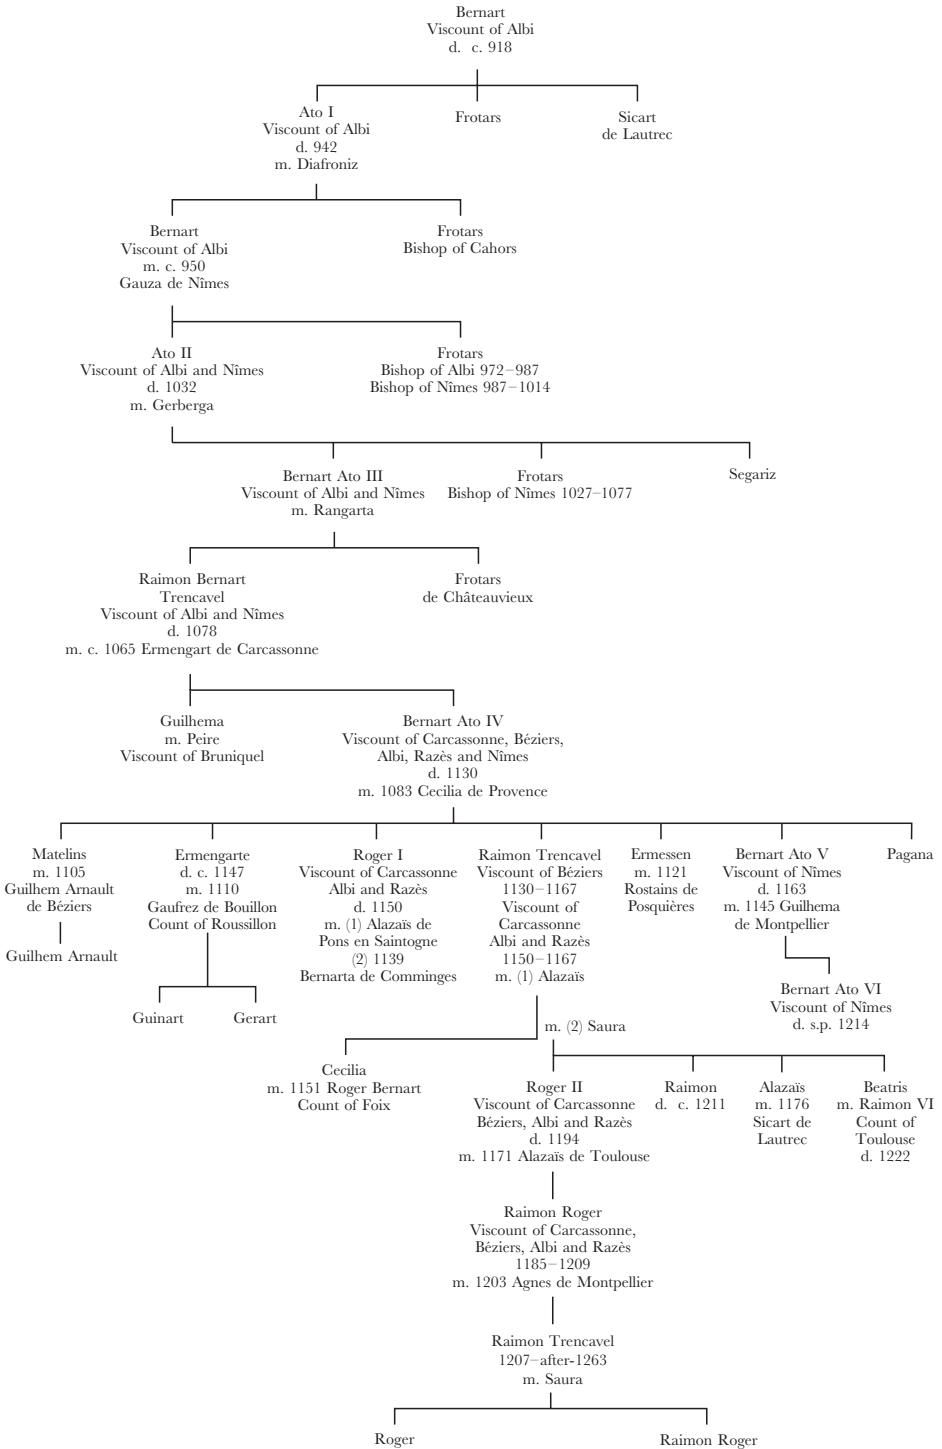 Bernart
Viscount of Albi
d. c. 918
Ato I
Viscount of Albi
d. 942
m. Diafroniz
Frotars
Sicart
de Lautrec
Bernart
Viscount of Albi
m. c. 950
Gauza de Nîmes
Frotars
Bishop of Cahors
Ato II
Viscount of Albi and Nîmes
d. 1032
m. Gerberga
Frotars
Bishop of Albi 972–987
Bishop of Nîmes 987–1014
Bernart Ato III
Viscount of Albi and Nîmes
m. Rangarta
Frotars
Bishop of Nîmes 1027–1077
Segariz
Raimon Bernart
Trencavel
Viscount of Albi and Nîmes
d. 1078
m. c. 1065 Ermengart de Carcassonne
Frotars
de Châteauvieux
Guilhema
m. Peire
Viscount of Bruniquel
Bernart Ato IV
Viscount of Carcassonne, Béziers,
Albi, Razès and Nîmes
d. 1130
m. 1083 Cecilia de Provence
Matelins
m. 1105
Guilhem Arnault
de Béziers
Guilhem Arnault
Ermengarte
d. c. 1147
m. 1110
Gaufrez de Bouillon
Count of Roussillon
Guinart
Gerart
Roger I
Viscount of Carcassonne
Albi and Razès
d. 1150
m. (1) Alazaïs de
Pons en Saintogne
(2) 1139
Bernarta de Comminges
Raimon Trencavel
Viscount of Béziers
1130–1167
Viscount of
Carcassonne
Albi and Razès
1150–1167
m. (1) Alazaïs
Ermessen
m. 1121
Rostains de
Posquières
Bernart Ato V
Viscount of Nîmes
d. 1163
m. 1145 Guilhema
de Montpellier
Pagana
Bernart Ato VI
Viscount of Nîmes
d. s.p. 1214
m. (2) Saura
Cecilia
m. 1151 Roger Bernart
Count of Foix
Roger II
Viscount of Carcassonne
Béziers, Albi and Razès
d. 1194
m. 1171 Alazaïs de Toulouse
Raimon
d. c. 1211
Alazaïs
m. 1176
Sicart de
Lautrec
Beatris
m. Raimon VI
Count of
Toulouse
d. 1222
Raimon Roger
Viscount of Carcassonne,
Béziers, Albi and Razès
1185–1209
m. 1203 Agnes de Montpellier
Raimon Trencavel
1207–after-1263
m. Saura
Roger
Raimon Roger